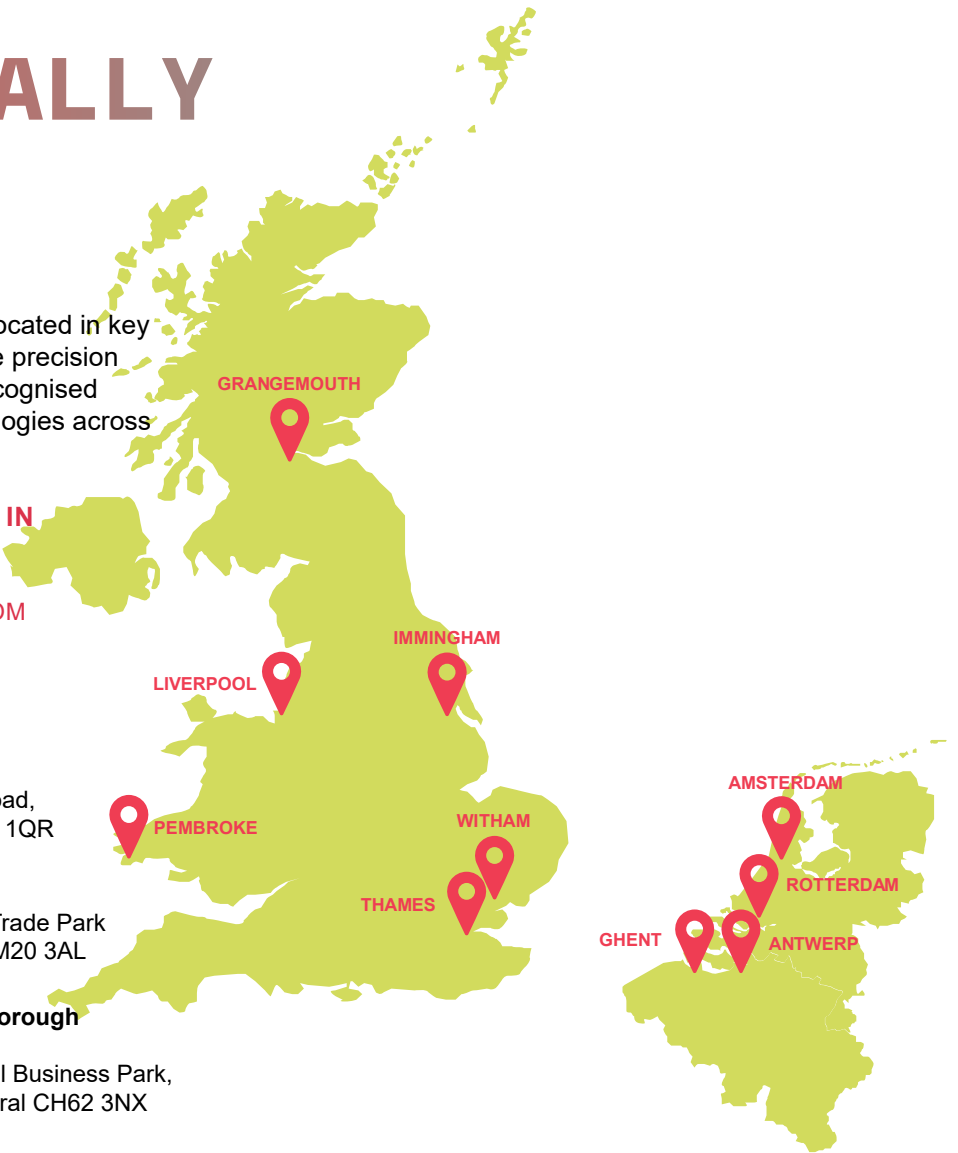 ALLY
ocated in key
e precision
cognised
ogies across
IN
OM
oad,
1QR
Trade Park
M20 3AL
orough
l Business Park,
ral CH62 3NX
GRANGEMOUTH
IMMINGHAM
LIVERPOOL
PEMBROKE
WITHAM
THAMES
AMSTERDAM
ROTTERDAM
GHENT
ANTWERP